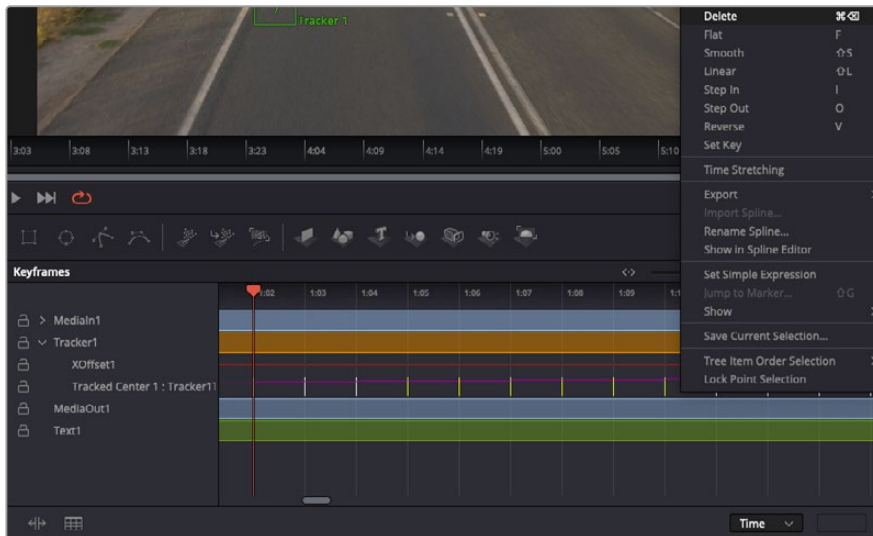 Tracker 1
3:03 3:08 3:13 3:18 3:23 4:04 4:09 4:14 4:19 5:00 5:05 5:10
Keyframes
1:02 1:03 1:04 1:05 1:06 1:07 1:08 1:09
MediaIn1
Tracker1
XOffset1
Tracked Center 1 : Tracker1
MediaOut1
Text1
Time
Delete ⌘⌫
Flat F
Smooth ⇧S
Linear ⇧L
Step In I
Step Out O
Reverse V
Set Key
Time Stretching
Export
Import Spline...
Rename Spline...
Show in Spline Editor
Set Simple Expression
Jump to Marker... ⇧G
Show
Save Current Selection...
Tree Item Order Selection
Lock Point Selection